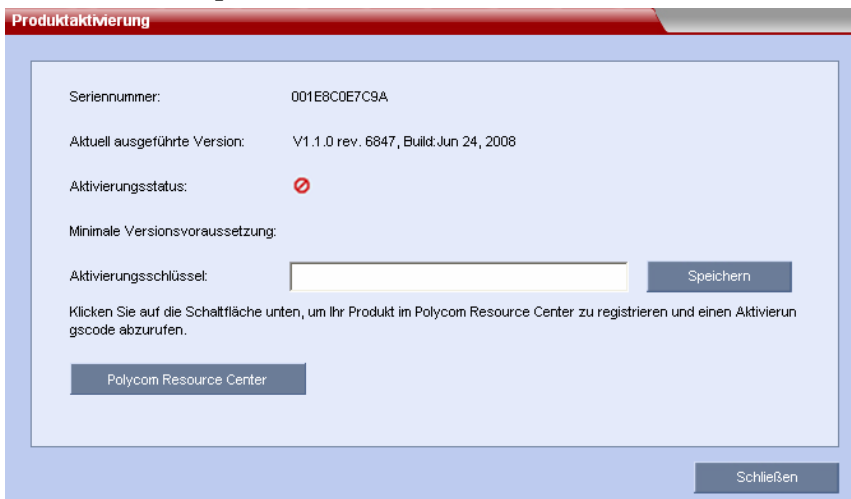 Produktaktivierung
Seriennummer: 001E8C0E7C9A
Aktuell ausgeführte Version: V1.1.0 rev. 6847, Build:Jun 24, 2008
Aktivierungsstatus:
Minimale Versionsvoraussetzung:
Aktivierungsschlüssel: Speichern
Klicken Sie auf die Schaltfläche unten, um Ihr Produkt im Polycom Resource Center zu registrieren und einen Aktivierun
gscode abzurufen.
Polycom Resource Center
Schließen